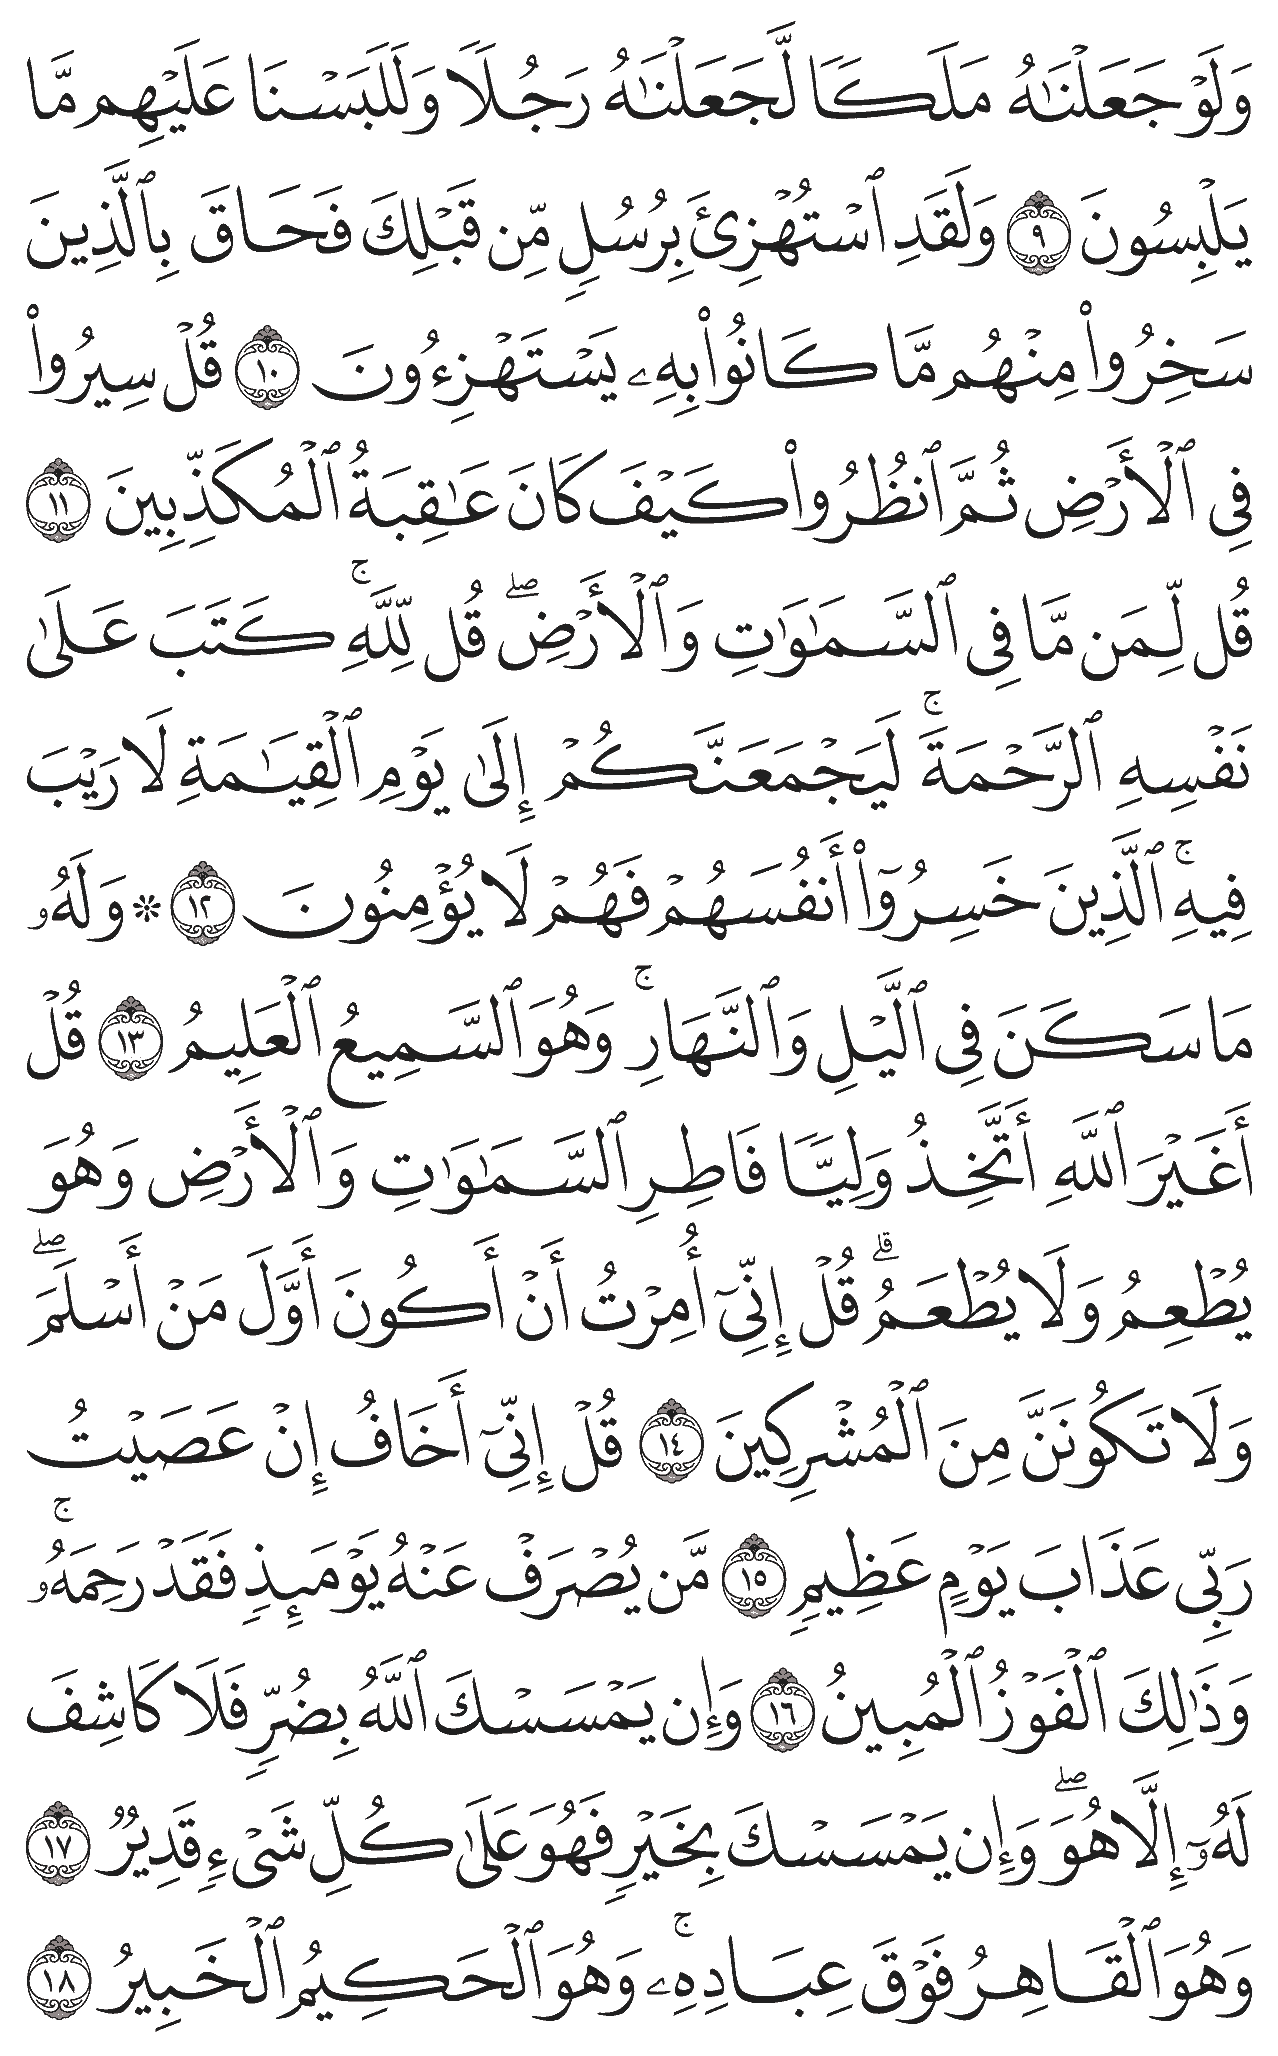 وَلَوْ جَعَلْنَٰهُ مَلَكًا لَّجَعَلْنَٰهُ رَجُلًا وَلَلَبَسْنَا عَلَيْهِم مَّا
يَلْبِسُونَ ٩ وَلَقَدِ ٱسْتُهْزِئَ بِرُسُلٍ مِّن قَبْلِكَ فَحَاقَ بِٱلَّذِينَ
سَخِرُوا۟ مِنْهُم مَّا كَانُوا۟ بِهِۦ يَسْتَهْزِءُونَ ١٠ قُلْ سِيرُوا۟
فِى ٱلْأَرْضِ ثُمَّ ٱنظُرُوا۟ كَيْفَ كَانَ عَٰقِبَةُ ٱلْمُكَذِّبِينَ ١١
قُل لِّمَن مَّا فِى ٱلسَّمَٰوَٰتِ وَٱلْأَرْضِ ۖ قُل لِّلَّهِ ۚ كَتَبَ عَلَىٰ
نَفْسِهِ ٱلرَّحْمَةَ ۚ لَيَجْمَعَنَّكُمْ إِلَىٰ يَوْمِ ٱلْقِيَٰمَةِ لَا رَيْبَ
فِيهِ ۚ ٱلَّذِينَ خَسِرُوٓا۟ أَنفُسَهُمْ فَهُمْ لَا يُؤْمِنُونَ ١٢ ۞ وَلَهُۥ
مَا سَكَنَ فِى ٱلَّيْلِ وَٱلنَّهَارِ ۚ وَهُوَ ٱلسَّمِيعُ ٱلْعَلِيمُ ١٣ قُلْ
أَغَيْرَ ٱللَّهِ أَتَّخِذُ وَلِيًّا فَاطِرِ ٱلسَّمَٰوَٰتِ وَٱلْأَرْضِ وَهُوَ
يُطْعِمُ وَلَا يُطْعَمُ ۗ قُلْ إِنِّىٓ أُمِرْتُ أَنْ أَكُونَ أَوَّلَ مَنْ أَسْلَمَ ۖ
وَلَا تَكُونَنَّ مِنَ ٱلْمُشْرِكِينَ ١٤ قُلْ إِنِّىٓ أَخَافُ إِنْ عَصَيْتُ
رَبِّى عَذَابَ يَوْمٍ عَظِيمٍ ١٥ مَّن يُصْرَفْ عَنْهُ يَوْمَئِذٍ فَقَدْ رَحِمَهُۥ ۚ
وَذَٰلِكَ ٱلْفَوْزُ ٱلْمُبِينُ ١٦ وَإِن يَمْسَسْكَ ٱللَّهُ بِضُرٍّ فَلَا كَاشِفَ
لَهُۥٓ إِلَّا هُوَ ۖ وَإِن يَمْسَسْكَ بِخَيْرٍ فَهُوَ عَلَىٰ كُلِّ شَىْءٍ قَدِيرٌ ١٧
وَهُوَ ٱلْقَاهِرُ فَوْقَ عِبَادِهِۦ ۚ وَهُوَ ٱلْحَكِيمُ ٱلْخَبِيرُ ١٨